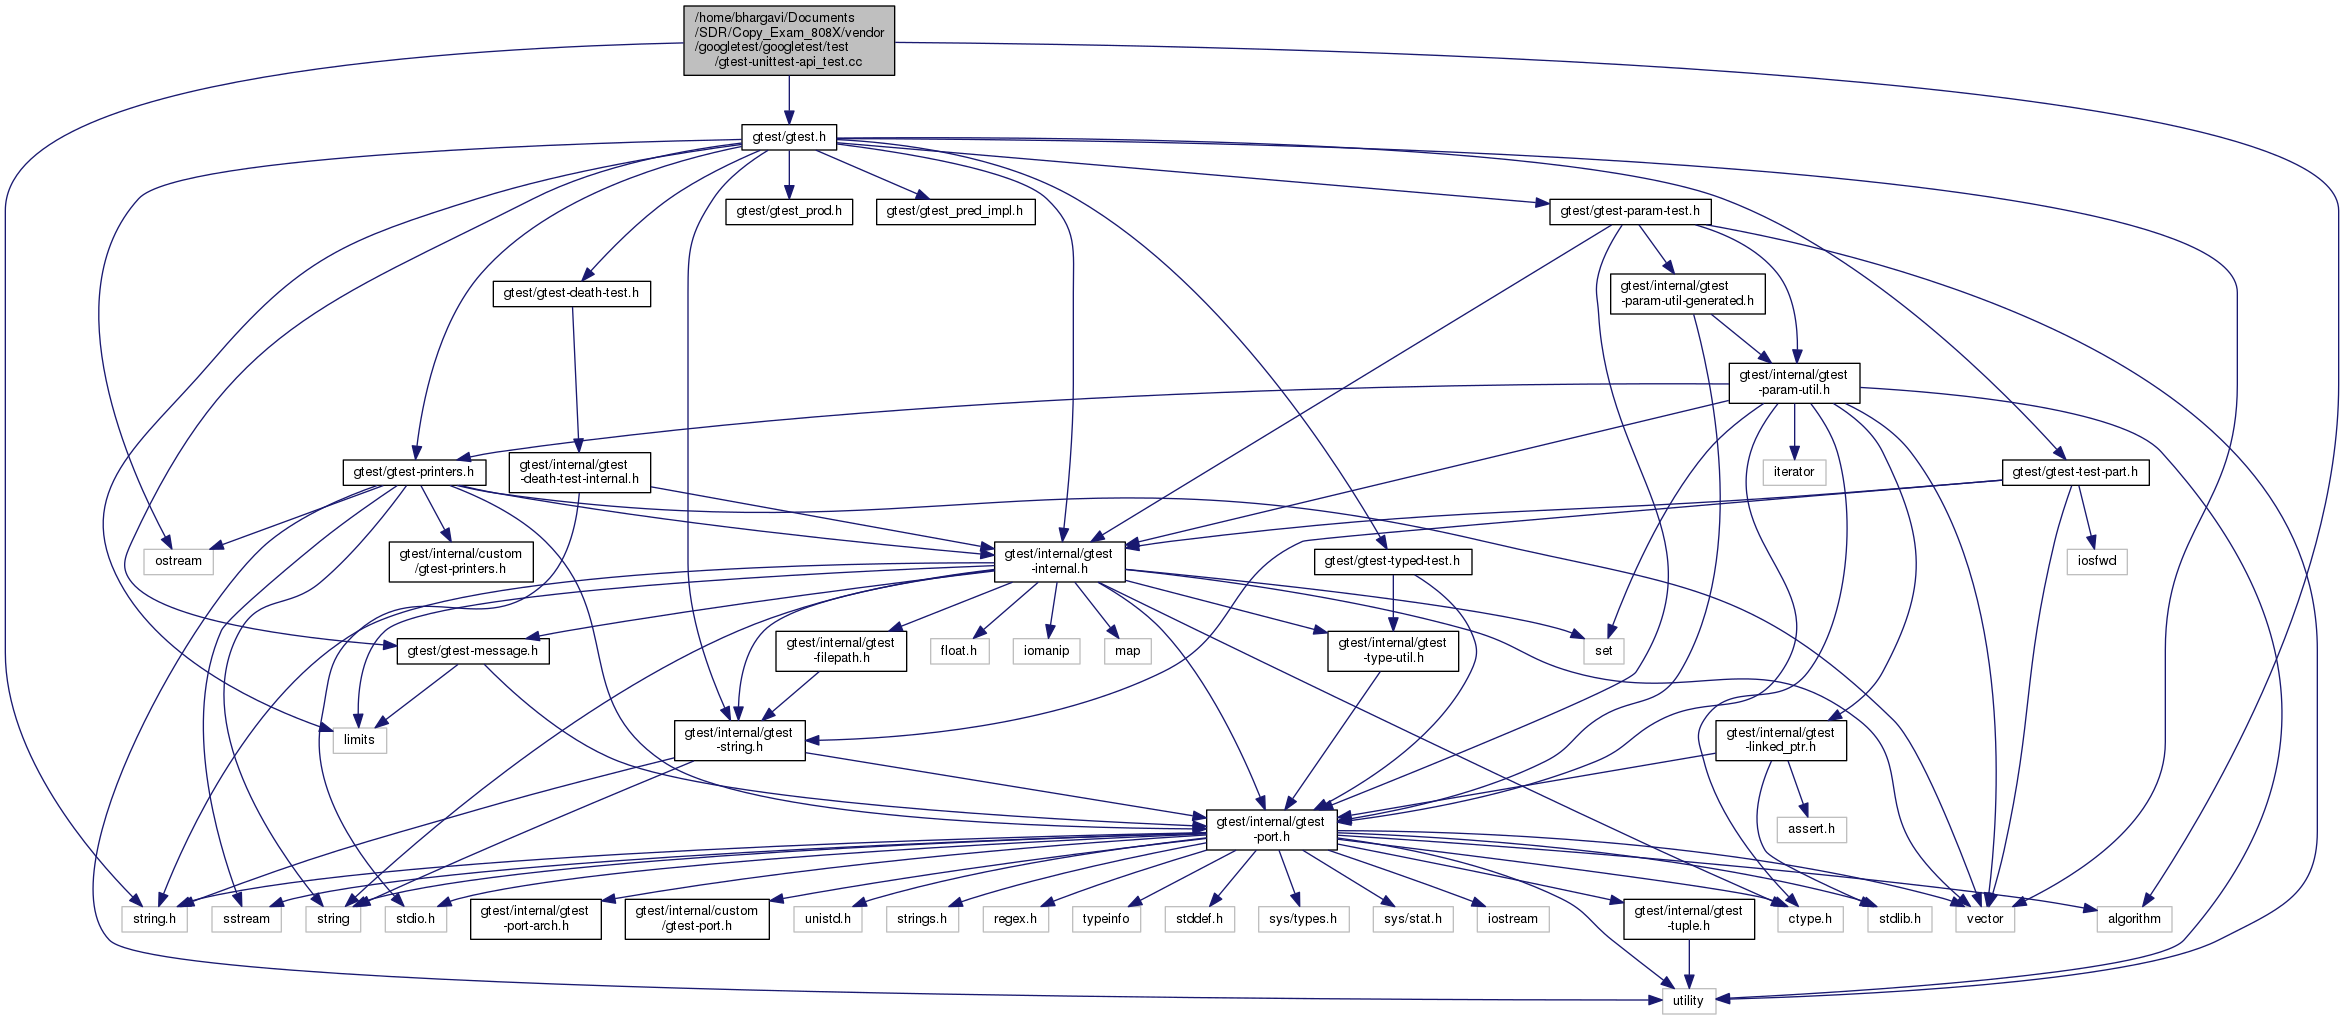 /home/bhargavi/Documents
/SDR/Copy_Exam_808X/vendor
/googletest/googletest/test
/gtest-unittest-api_test.cc
gtest/gtest.h
gtest/gtest_prod.h
gtest/gtest_pred_impl.h
gtest/gtest-param-test.h
gtest/gtest-death-test.h
gtest/internal/gtest
-param-util-generated.h
gtest/internal/gtest
-param-util.h
gtest/gtest-printers.h
gtest/internal/gtest
-death-test-internal.h
iterator
gtest/gtest-test-part.h
ostream
gtest/internal/custom
/gtest-printers.h
gtest/internal/gtest
-internal.h
gtest/gtest-typed-test.h
iosfwd
gtest/gtest-message.h
gtest/internal/gtest
-filepath.h
float.h
iomanip
map
gtest/internal/gtest
-type-util.h
set
limits
gtest/internal/gtest
-string.h
gtest/internal/gtest
-linked_ptr.h
gtest/internal/gtest
-port.h
assert.h
string.h
sstream
string
stdio.h
gtest/internal/gtest
-port-arch.h
gtest/internal/custom
/gtest-port.h
unistd.h
strings.h
regex.h
typeinfo
stddef.h
sys/types.h
sys/stat.h
iostream
gtest/internal/gtest
-tuple.h
ctype.h
stdlib.h
vector
algorithm
utility